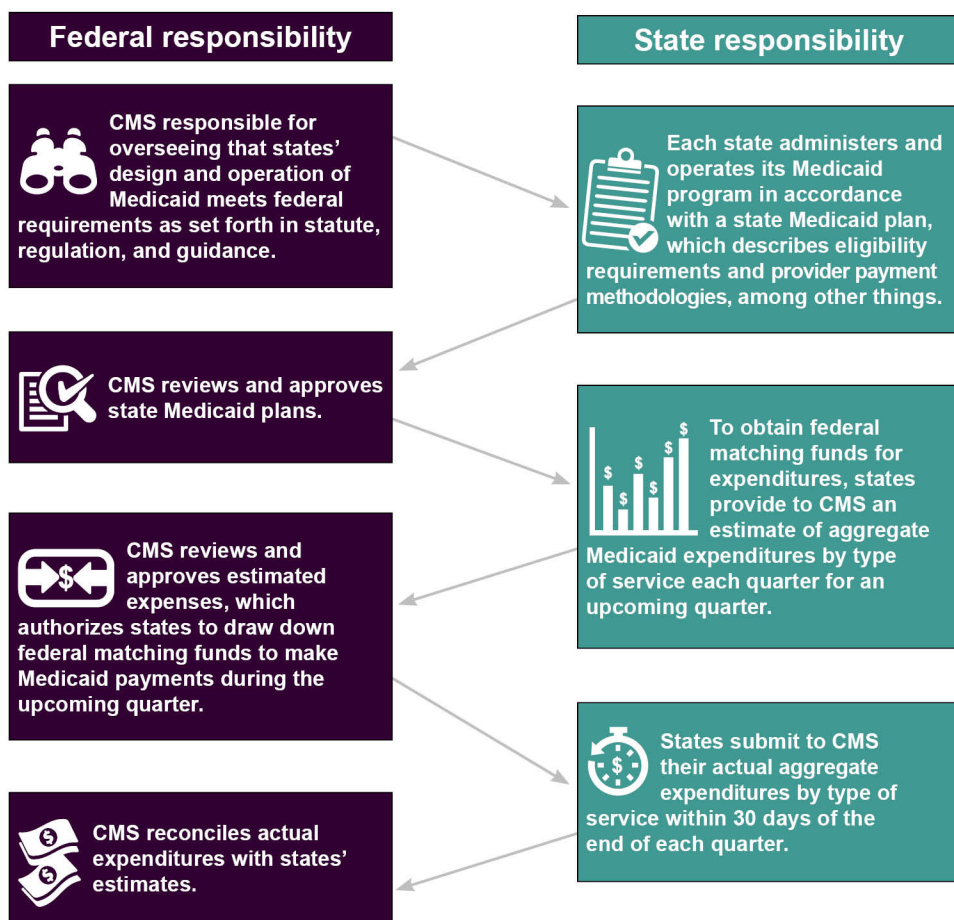 Federal responsibility
State responsibility
CMS responsible for
overseeing that states’
design and operation of
Medicaid meets federal
requirements as set forth in statute,
regulation, and guidance.
Each state administers and
operates its Medicaid
program in accordance
with a state Medicaid plan,
which describes eligibility
requirements and provider payment
methodologies, among other things.
CMS reviews and approves
state Medicaid plans.
$ $ $ $ $ $
To obtain federal
matching funds for
expenditures, states
provide to CMS an
estimate of aggregate
Medicaid expenditures by type
of service each quarter for an
upcoming quarter.
$
CMS reviews and
approves estimated
expenses, which
authorizes states to draw down
federal matching funds to make
Medicaid payments during the
upcoming quarter.
$
States submit to CMS
their actual aggregate
expenditures by type of
service within 30 days of the
end of each quarter.
$
$
CMS reconciles actual
expenditures with states’
estimates.